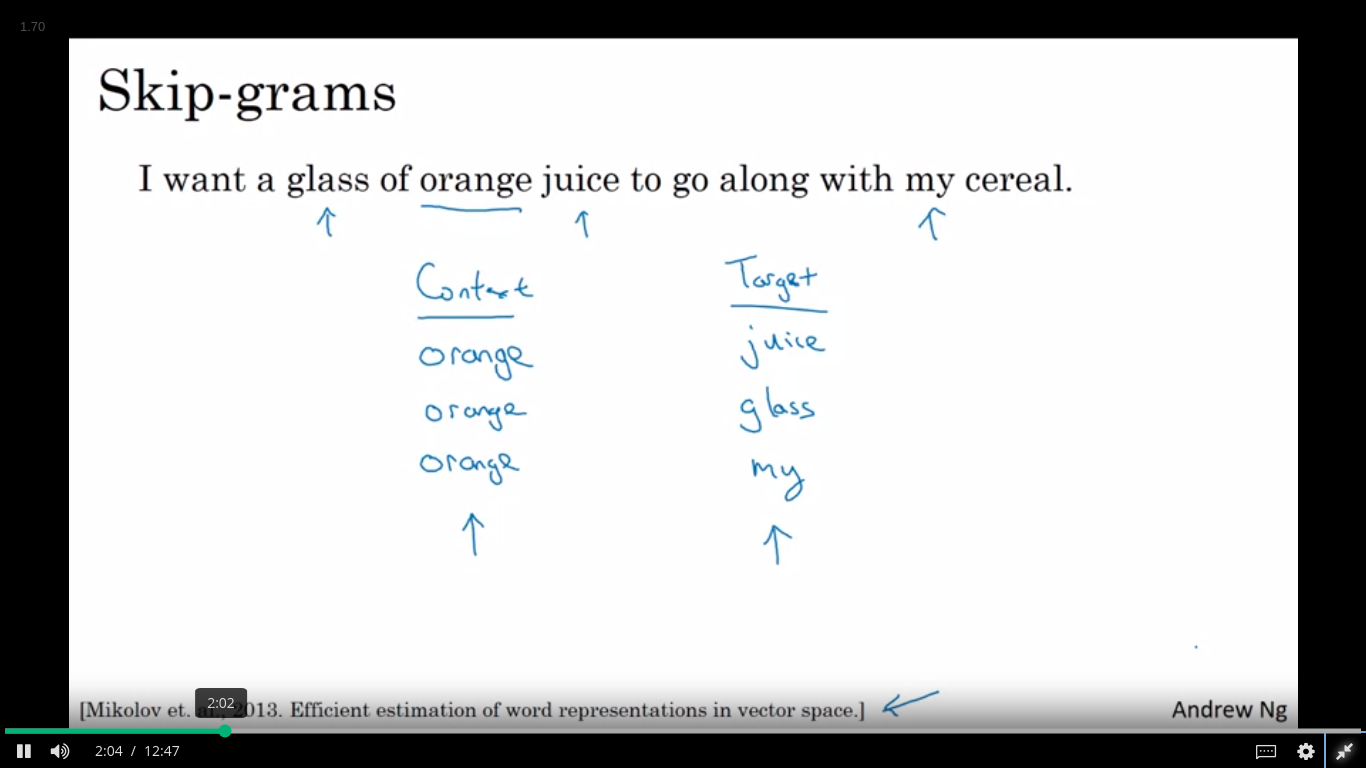 1.70
Skip-grams
I want a glass of orange juice to go along with my cereal.
Context Target
orange juice
orange glass
orange my
2:02
[Mikolov et. 2013. Efficient estimation of word representations in vector space.]
Andrew Ng
2:04 / 12:47